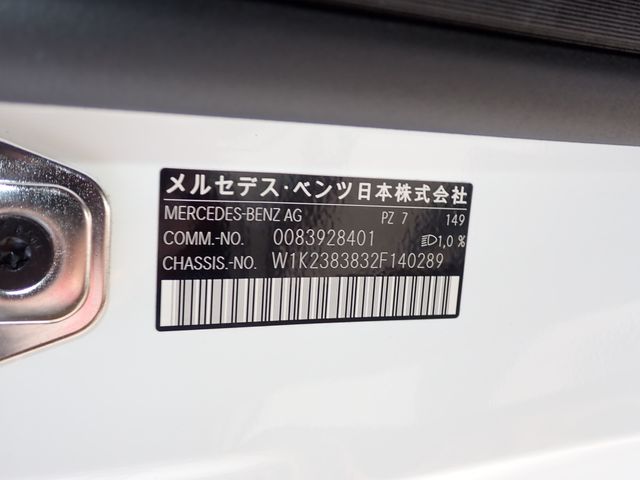 メルセデス・ベンツ日本株式会社
MERCEDES-BENZ AG PZ 7 149
COMM.-NO. 0083928401 1,0 %
CHASSIS.-NO. W1K2383832F140289